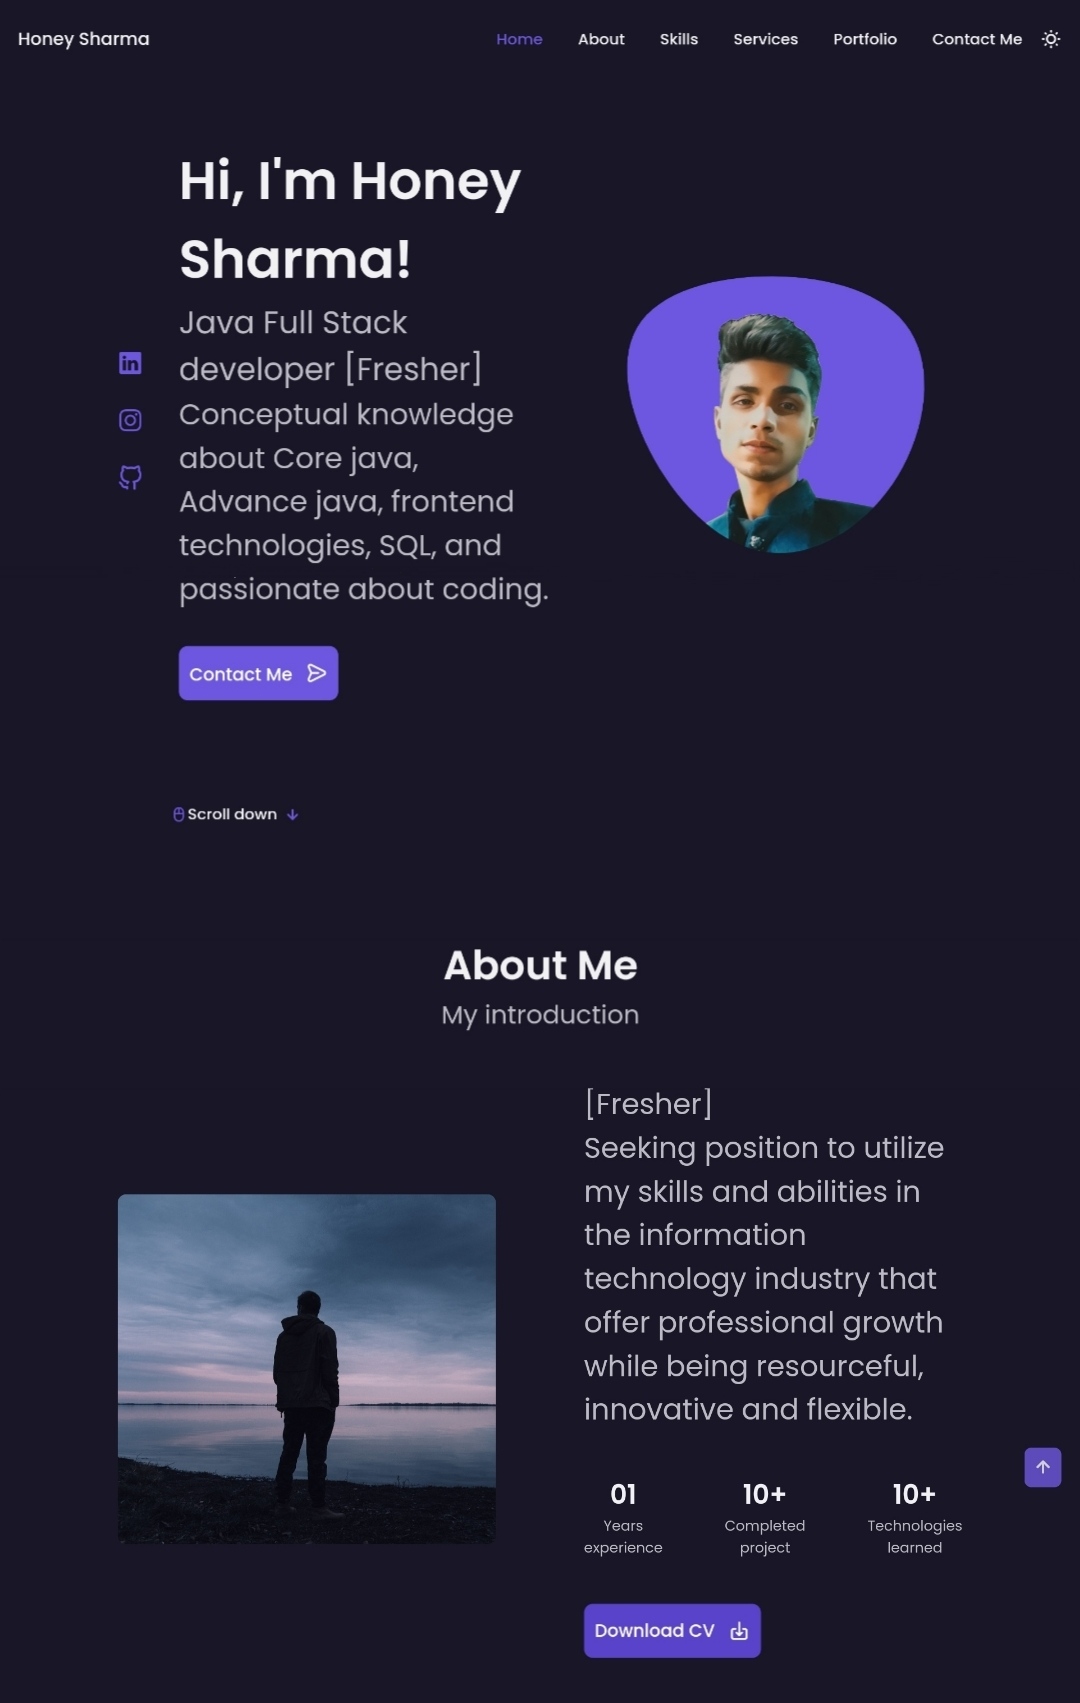 Honey Sharma
Home About Skills Services Portfolio Contact Me
Hi, I'm Honey
Sharma!
Java Full Stack
developer [Fresher]
Conceptual knowledge
about Core java,
Advance java, frontend
technologies, SQL, and
passionate about coding.
in
Contact Me
Scroll down
About Me
My introduction
[Fresher]
Seeking position to utilize
my skills and abilities in
the information
technology industry that
offer professional growth
while being resourceful,
innovative and flexible.
01
Years
experience
10+
Completed
project
10+
Technologies
learned
Download CV